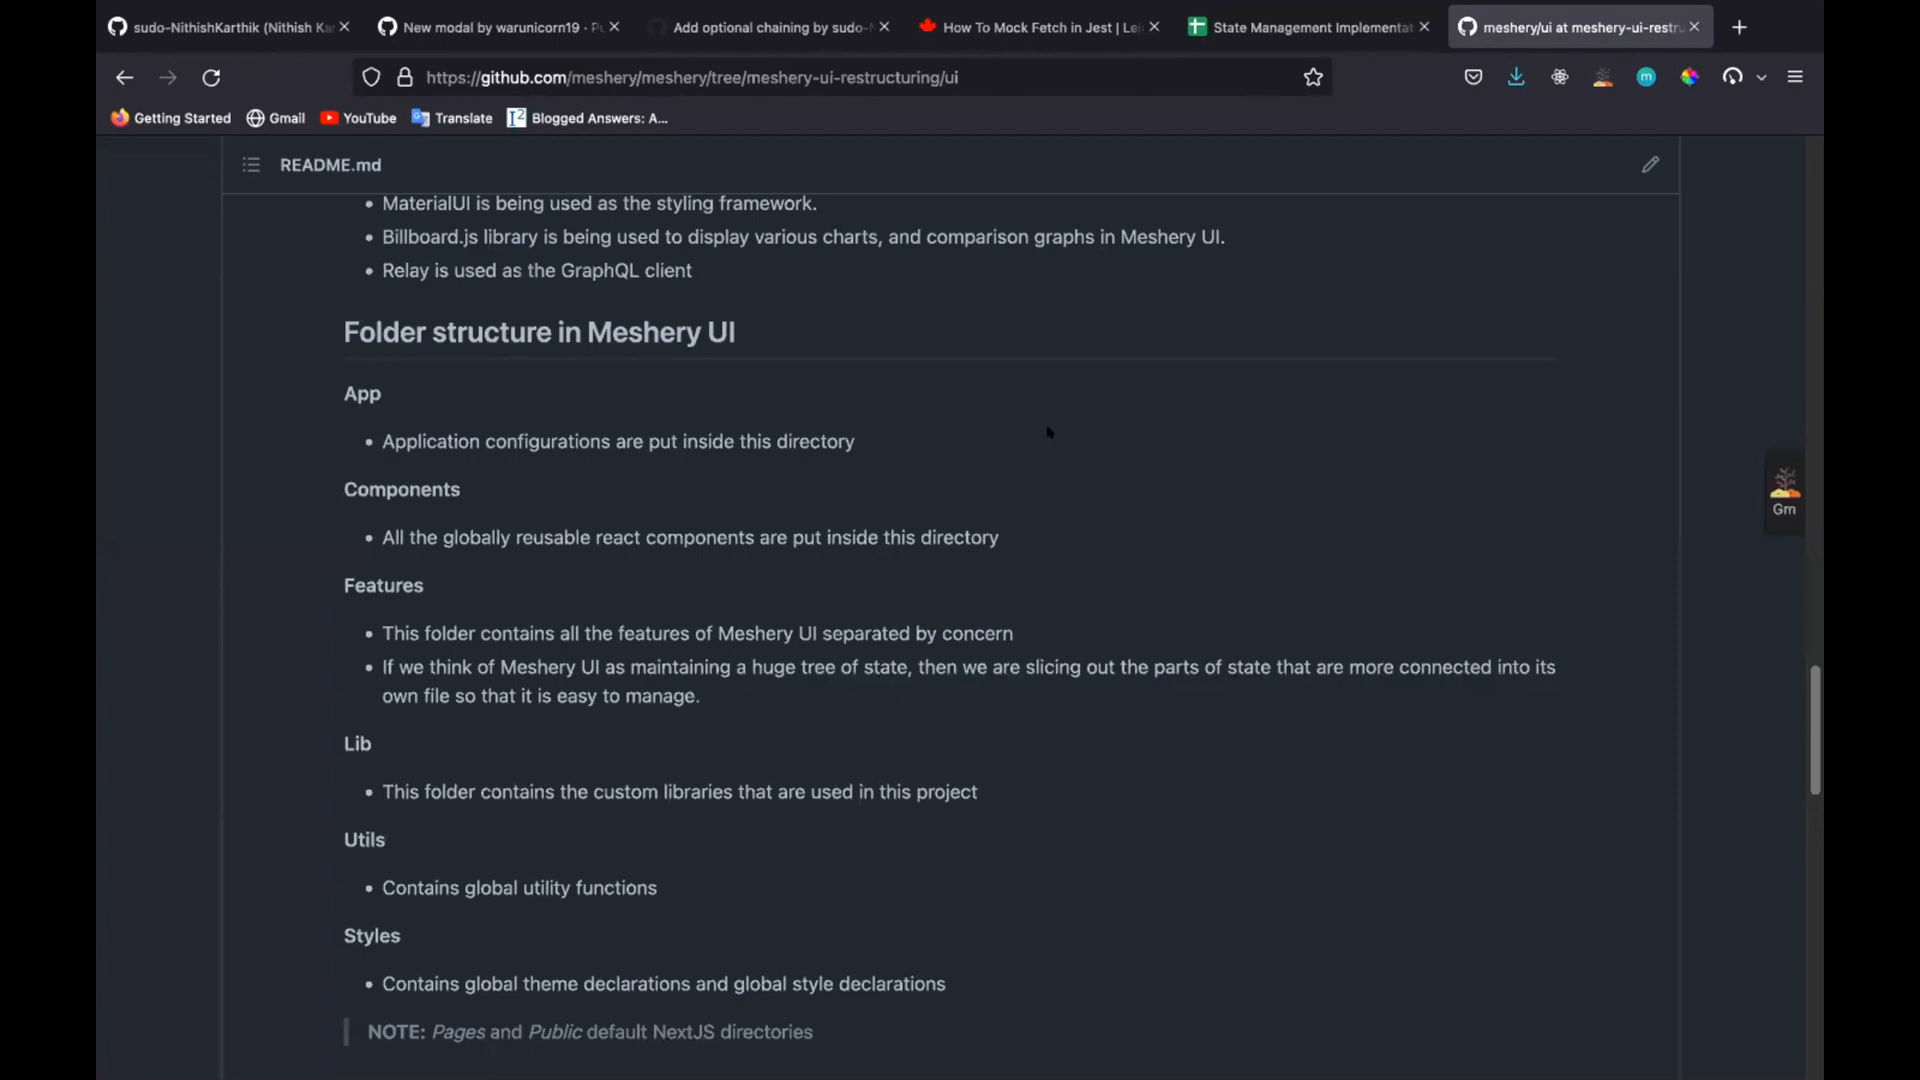 sudo-NithishKarthik (Nithish Ka
New modal by warunicorn19 · P
Add optional chaining by sudo-
How To Mock Fetch in Jest | Le
State Management Implementat
meshery/ui at meshery-ui-restru
https://github.com/meshery/meshery/tree/meshery-ui-restructuring/ui
m
Getting Started
Gmail
YouTube
Translate
Blogged Answers: A...
README.md
• MaterialUI is being used as the styling framework.
• Billboard.js library is being used to display various charts, and comparison graphs in Meshery UI.
• Relay is used as the GraphQL client
Folder structure in Meshery UI
App
• Application configurations are put inside this directory
Components
• All the globally reusable react components are put inside this directory
Features
• This folder contains all the features of Meshery UI separated by concern
• If we think of Meshery UI as maintaining a huge tree of state, then we are slicing out the parts of state that are more connected into its
own file so that it is easy to manage.
Gm
Lib
• This folder contains the custom libraries that are used in this project
Utils
• Contains global utility functions
Styles
• Contains global theme declarations and global style declarations
NOTE: Pages and Public default NextJS directories